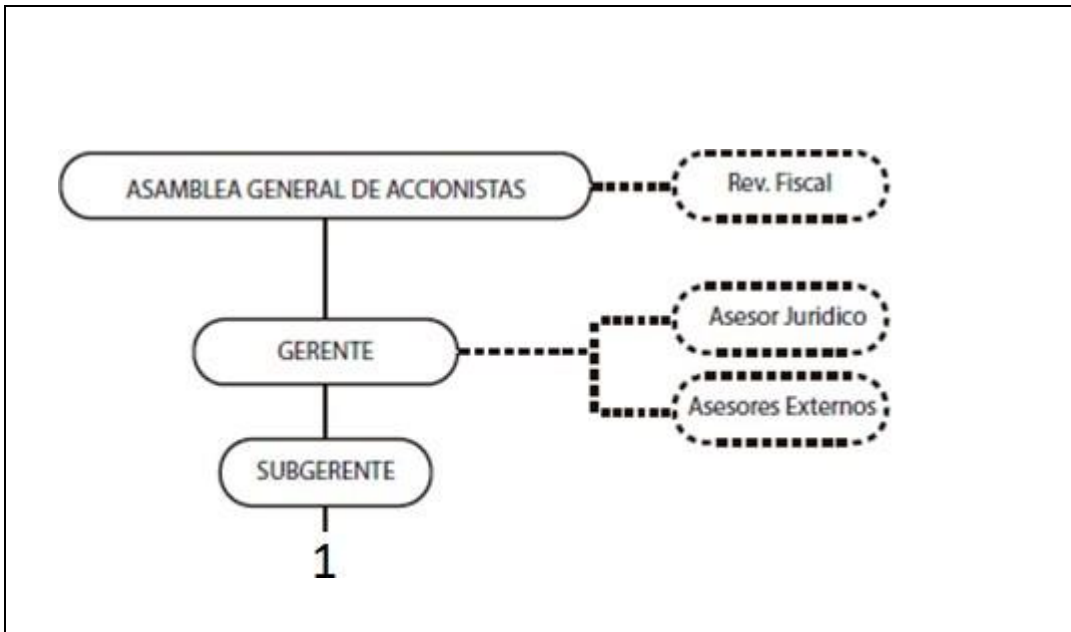 ASAMBLEA GENERAL DE ACCIONISTAS
Rev. Fiscal
Asesor Juridico
GERENTE
Asesores Externos
SUBGERENTE
1